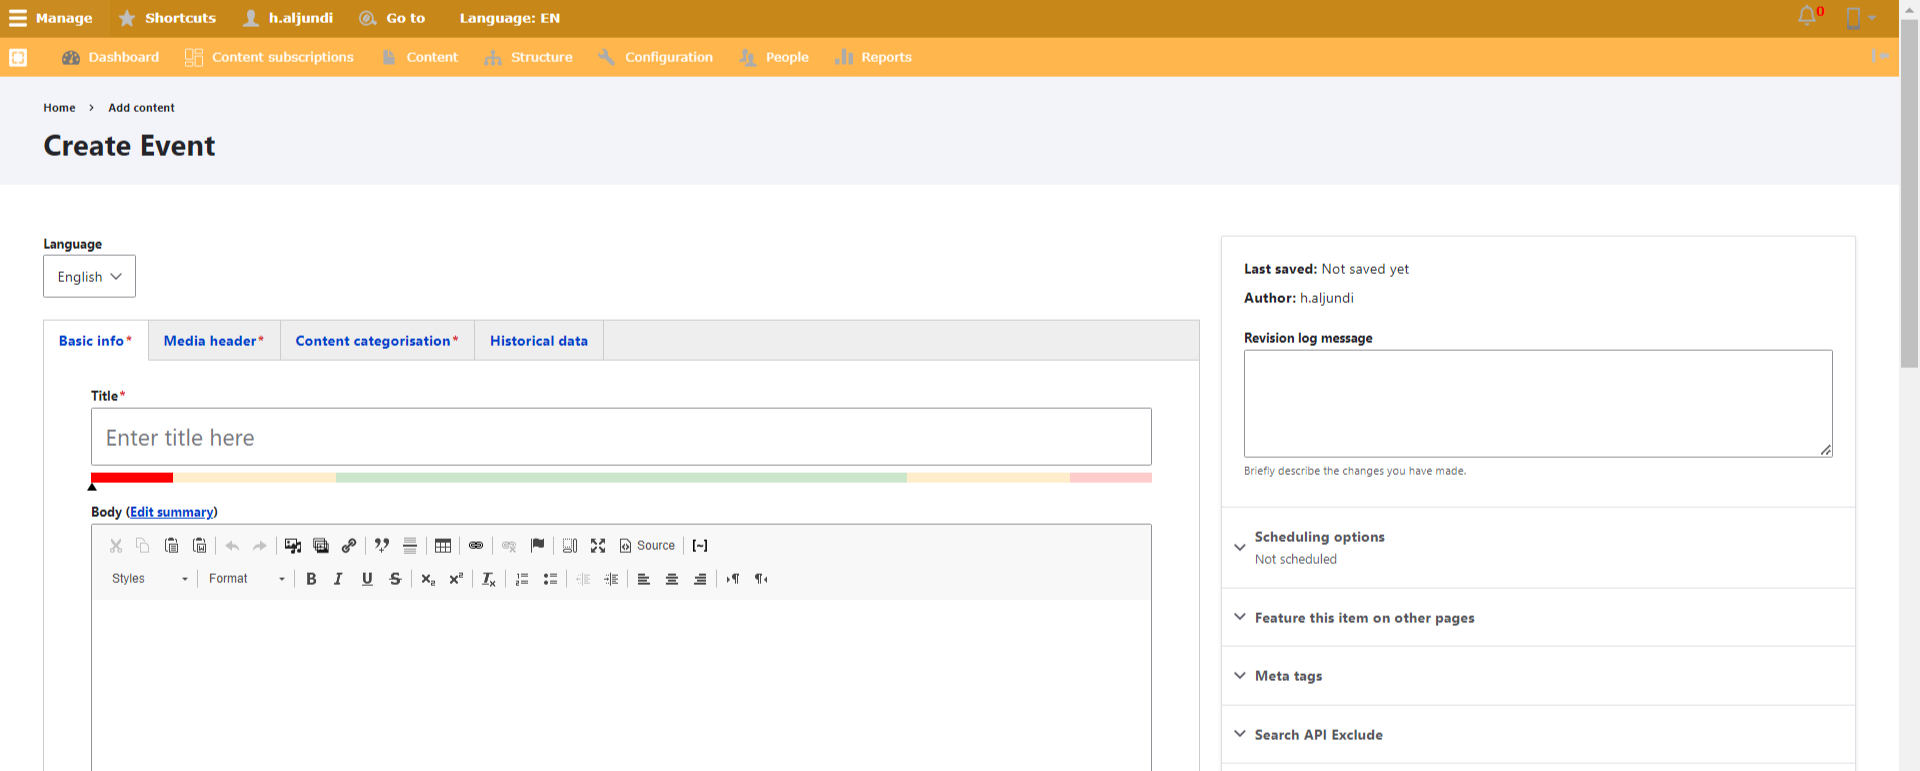 Manage Shortcuts h.aljundi Go to Language: EN 0
Dashboard Content subscriptions Content Structure Configuration People Reports
Home > Add content
Create Event
Language
English
Basic info* Media header* Content categorisation* Historical data
Title*
Enter title here
Body (Edit summary)
Source
Styles Format B I U S x₂ x² Tx
Last saved: Not saved yet
Author: h.aljundi
Revision log message
Briefly describe the changes you have made.
Scheduling options
Not scheduled
Feature this item on other pages
Meta tags
Search API Exclude